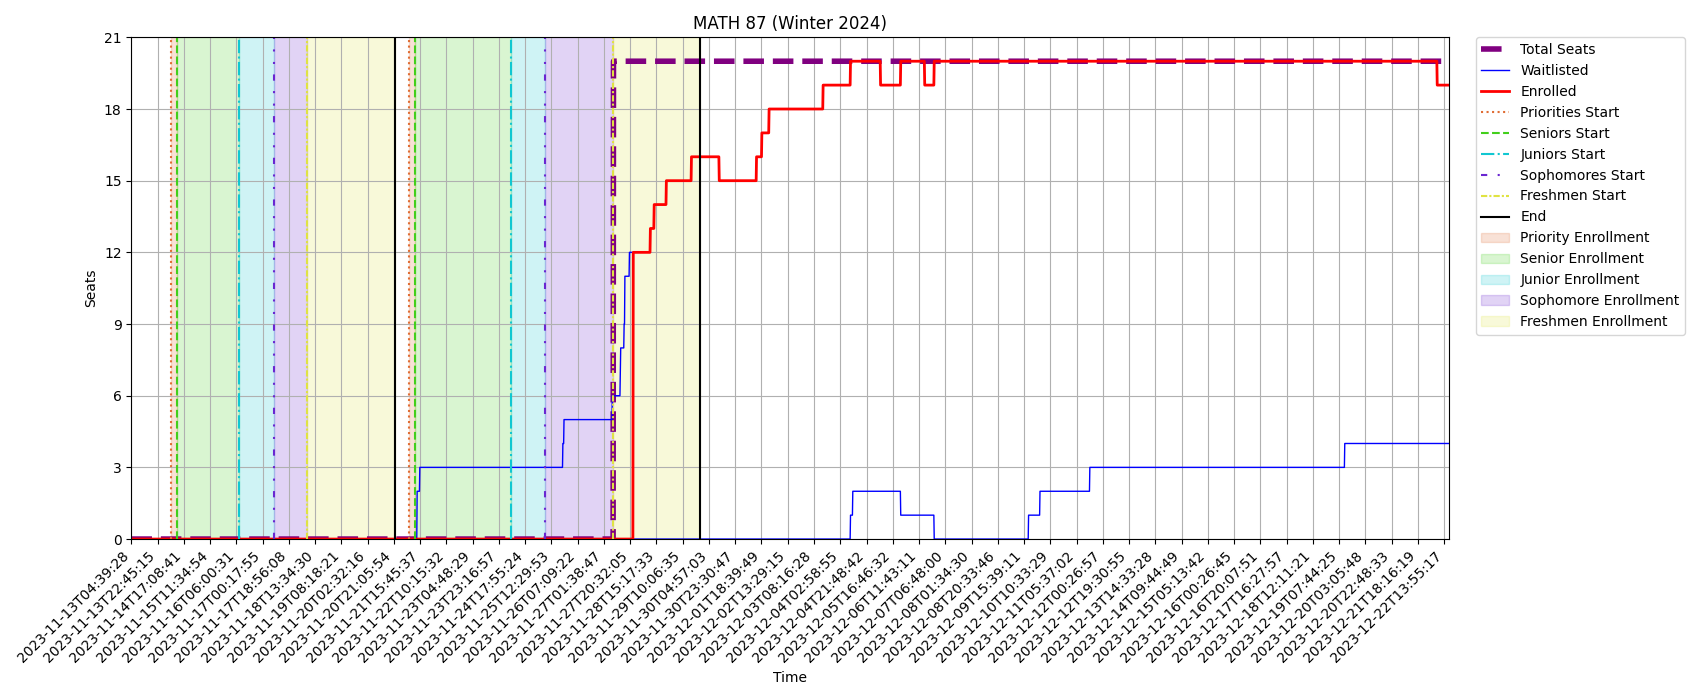 MATH 87 (Winter 2024)
Seats
21
18
15
12
9
6
3
0
2023-11-13T04:39:28
2023-11-13T22:45:15
2023-11-14T17:08:41
2023-11-15T11:34:54
2023-11-16T06:00:31
2023-11-17T00:17:55
2023-11-17T18:56:08
2023-11-18T13:34:30
2023-11-19T08:18:21
2023-11-20T02:32:16
2023-11-20T21:05:54
2023-11-21T15:45:37
2023-11-22T10:15:32
2023-11-23T04:48:29
2023-11-23T23:16:57
2023-11-24T17:55:24
2023-11-25T12:29:53
2023-11-26T07:09:22
2023-11-27T01:38:47
2023-11-27T20:32:05
2023-11-28T15:17:33
2023-11-29T10:06:35
2023-11-30T04:57:03
2023-11-30T23:30:47
2023-12-01T18:39:49
2023-12-02T13:29:15
2023-12-03T08:16:28
2023-12-04T02:58:55
2023-12-04T21:48:42
2023-12-05T16:46:32
2023-12-06T11:43:11
2023-12-07T06:48:00
2023-12-08T01:34:30
2023-12-08T20:33:46
2023-12-09T15:39:11
2023-12-10T10:33:29
2023-12-11T05:37:02
2023-12-12T00:26:57
2023-12-12T19:30:55
2023-12-13T14:33:28
2023-12-14T09:44:49
2023-12-15T05:13:42
2023-12-16T00:26:45
2023-12-16T20:07:51
2023-12-17T16:27:57
2023-12-18T12:11:21
2023-12-19T07:44:25
2023-12-20T03:05:48
2023-12-20T22:48:33
2023-12-21T18:16:19
2023-12-22T13:55:17
Time
Total Seats
Waitlisted
Enrolled
Priorities Start
Seniors Start
Juniors Start
Sophomores Start
Freshmen Start
End
Priority Enrollment
Senior Enrollment
Junior Enrollment
Sophomore Enrollment
Freshmen Enrollment